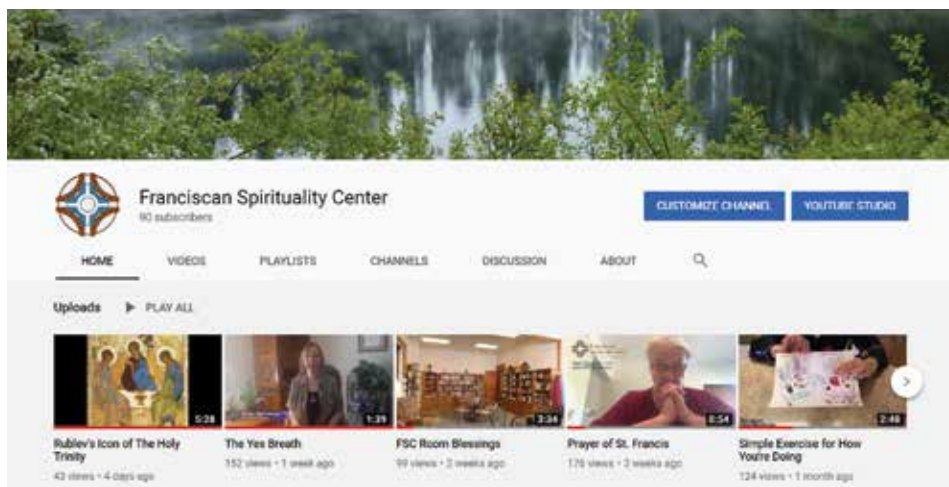 Franciscan Spirituality Center
90 subscribers
CUSTOMIZE CHANNEL
YOUTUBE STUDIO
HOME
VIDEOS
PLAYLISTS
CHANNELS
DISCUSSION
ABOUT
Uploads
PLAY ALL
5:28
1:39
3:34
0:54
2:48
Rublev's Icon of The Holy
Trinity
43 views • 4 days ago
The Yes Breath
152 views • 1 week ago
FSC Room Blessings
99 views • 2 weeks ago
Prayer of St. Francis
176 views • 3 weeks ago
Simple Exercise for How
You're Doing
124 views • 1 month ago